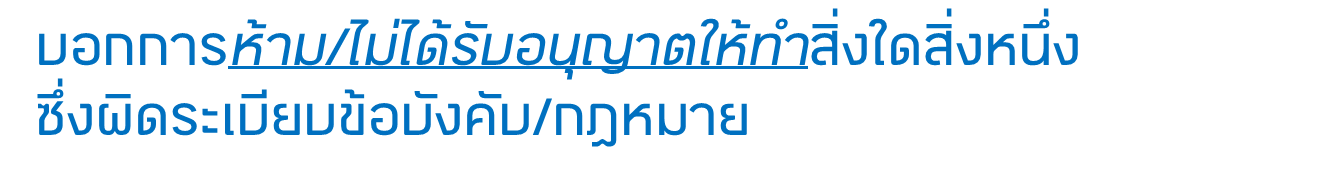 บอกการห้าม/ไม่ได้รับอนุญาตให้ทำสิ่งใดสิ่งหนึ่ง
ซึ่งผิดระเบียบข้อบังคับ/กฎหมาย